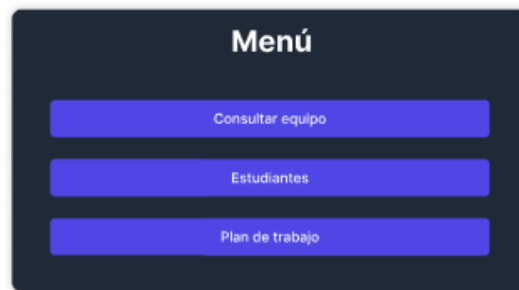 Menú
Consultar equipo
Estudiantes
Plan de trabajo